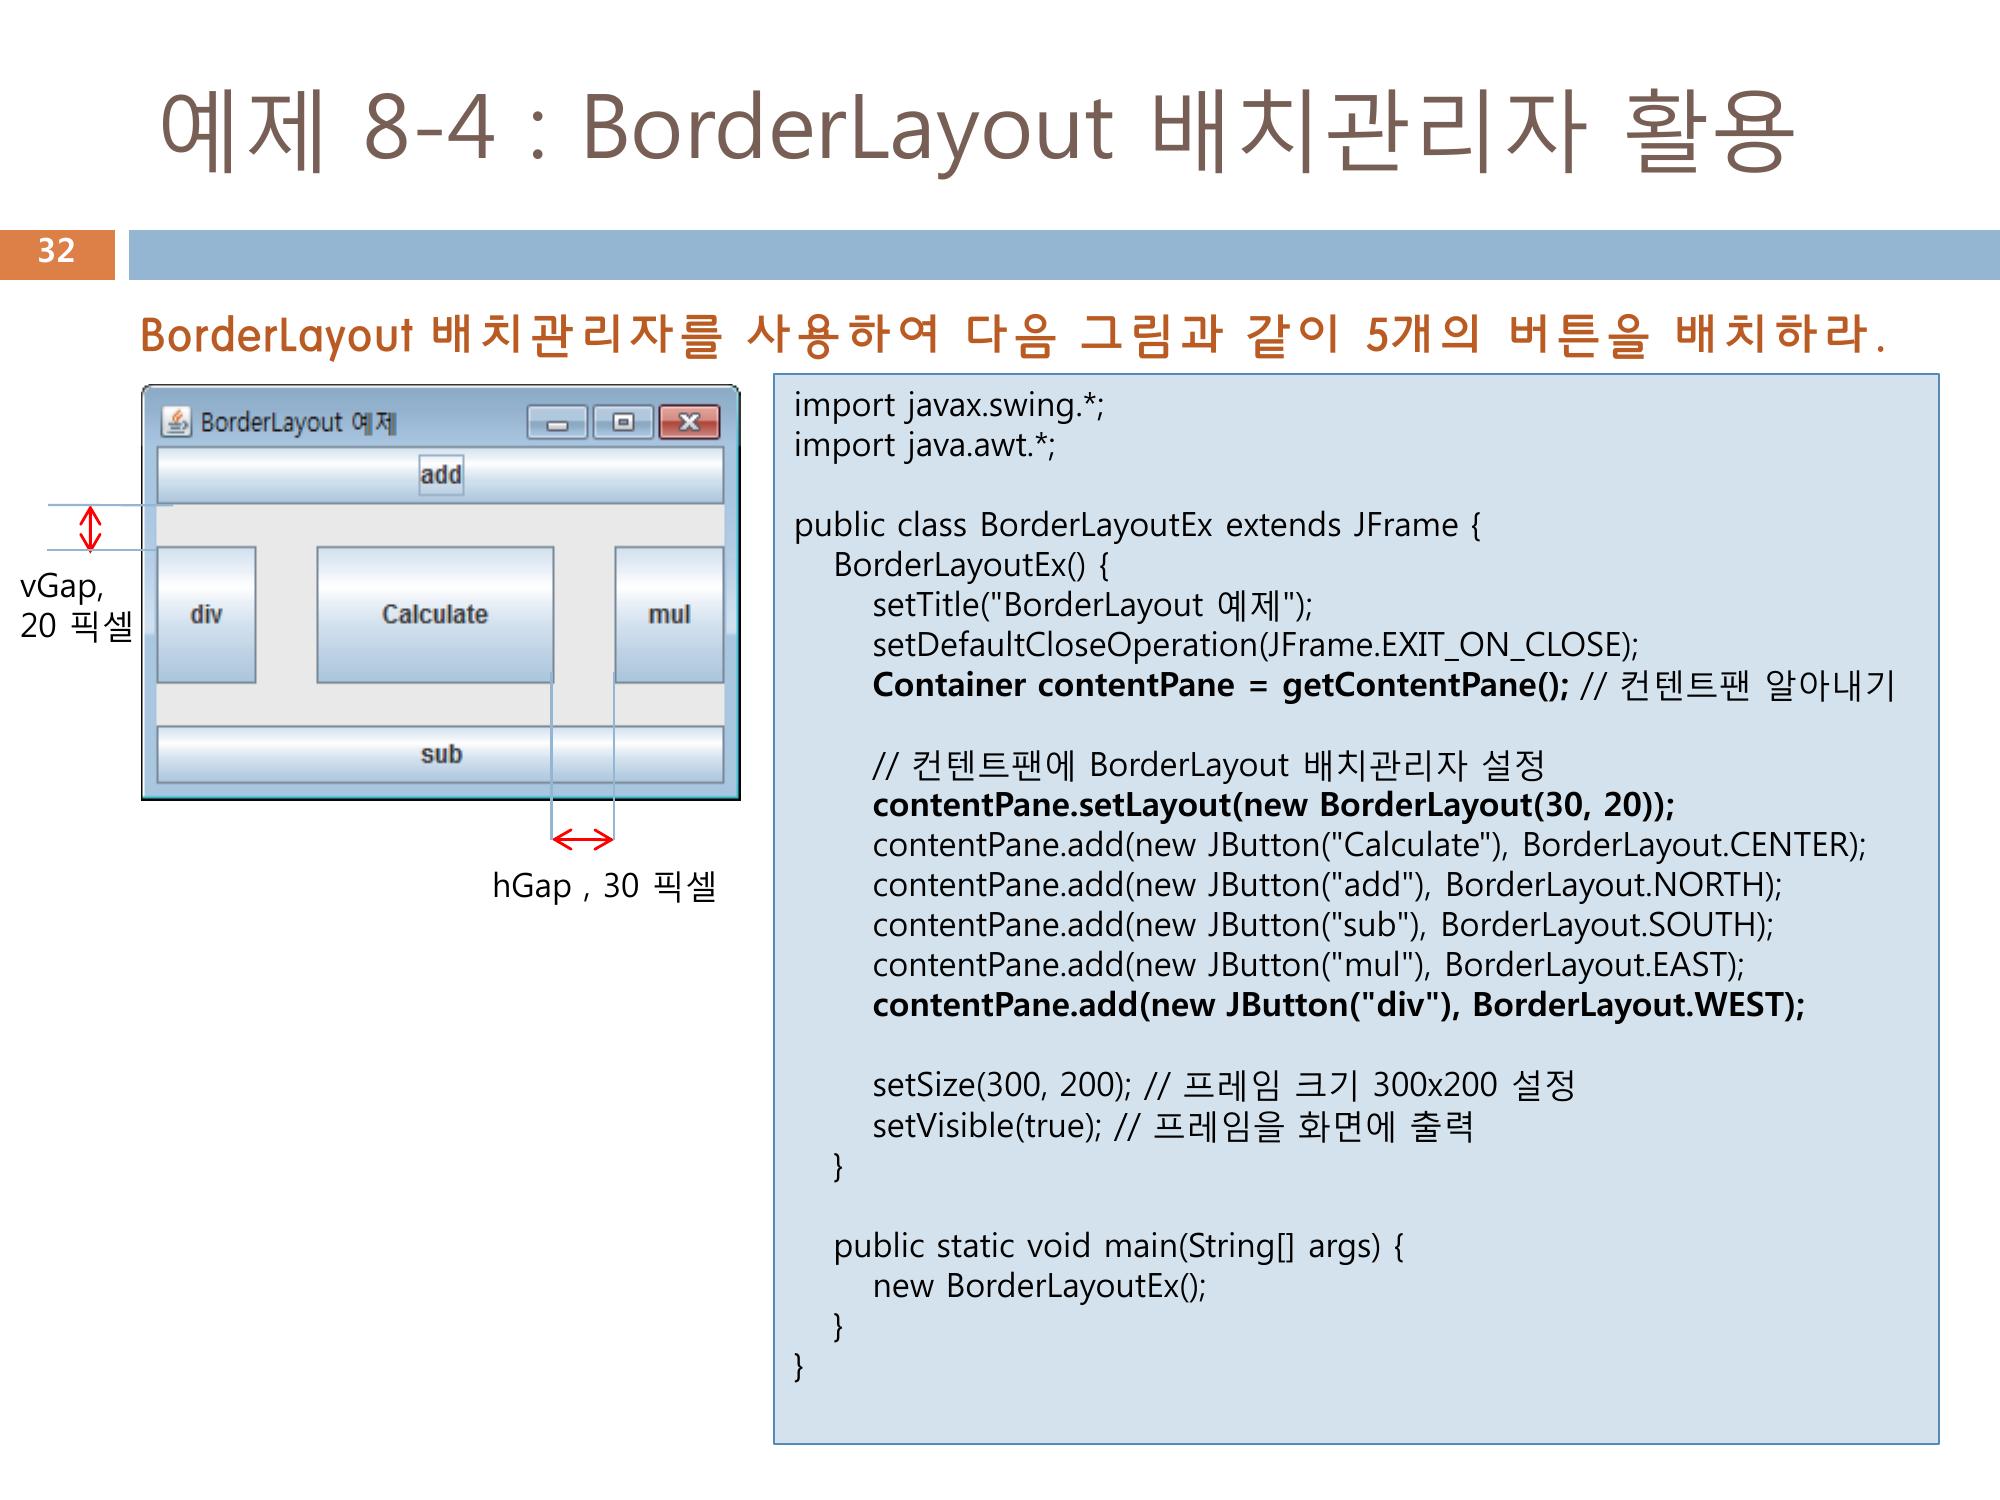 예제 8-4 : BorderLayout 배치관리자 활용
32
BorderLayout 배치관리자를 사용하여 다음 그림과 같이 5개의 버튼을 배치하라.
BorderLayout 예제
add
div
Calculate
mul
sub
vGap,
20 픽셀
hGap , 30 픽셀
import javax.swing.*;
import java.awt.*;
public class BorderLayoutEx extends JFrame {
BorderLayoutEx() {
setTitle("BorderLayout 예제");
setDefaultCloseOperation(JFrame.EXIT_ON_CLOSE);
Container contentPane = getContentPane(); // 컨텐트팬 알아내기
// 컨텐트팬에 BorderLayout 배치관리자 설정
contentPane.setLayout(new BorderLayout(30, 20));
contentPane.add(new JButton("Calculate"), BorderLayout.CENTER);
contentPane.add(new JButton("add"), BorderLayout.NORTH);
contentPane.add(new JButton("sub"), BorderLayout.SOUTH);
contentPane.add(new JButton("mul"), BorderLayout.EAST);
contentPane.add(new JButton("div"), BorderLayout.WEST);
setSize(300, 200); // 프레임 크기 300x200 설정
setVisible(true); // 프레임을 화면에 출력
}
public static void main(String[] args) {
new BorderLayoutEx();
}
}